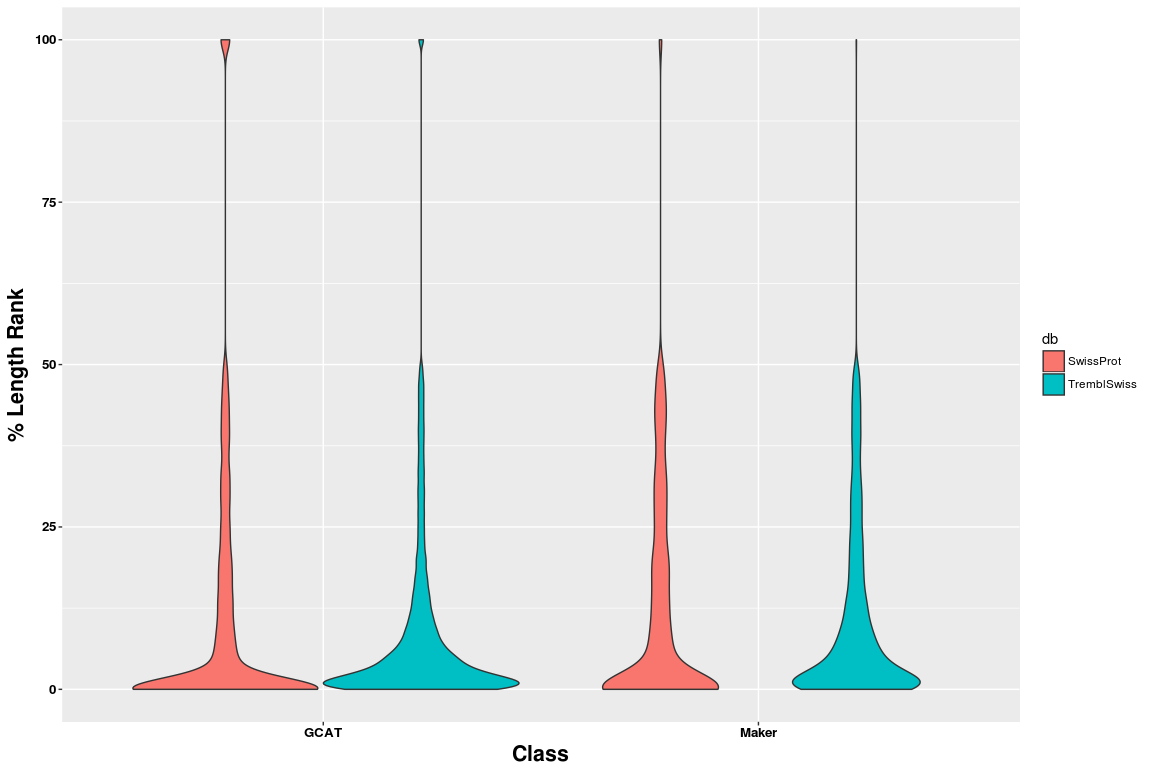 % Length Rank
100
75
50
25
0
GCAT
Maker
Class
db
SwissProt
TremblSwiss